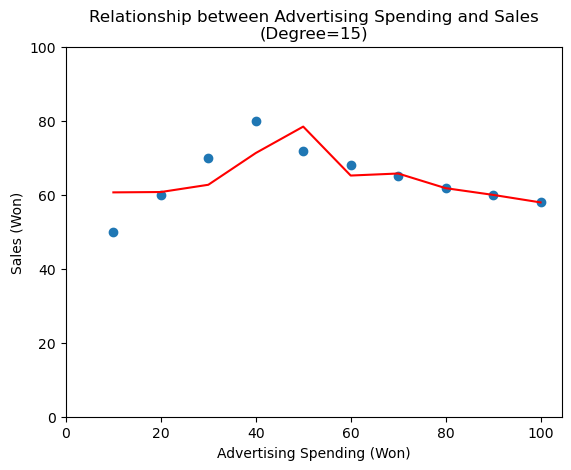 Relationship between Advertising Spending and Sales
(Degree=15)
100
80
60
40
20
0
Sales (Won)
0 20 40 60 80 100
Advertising Spending (Won)